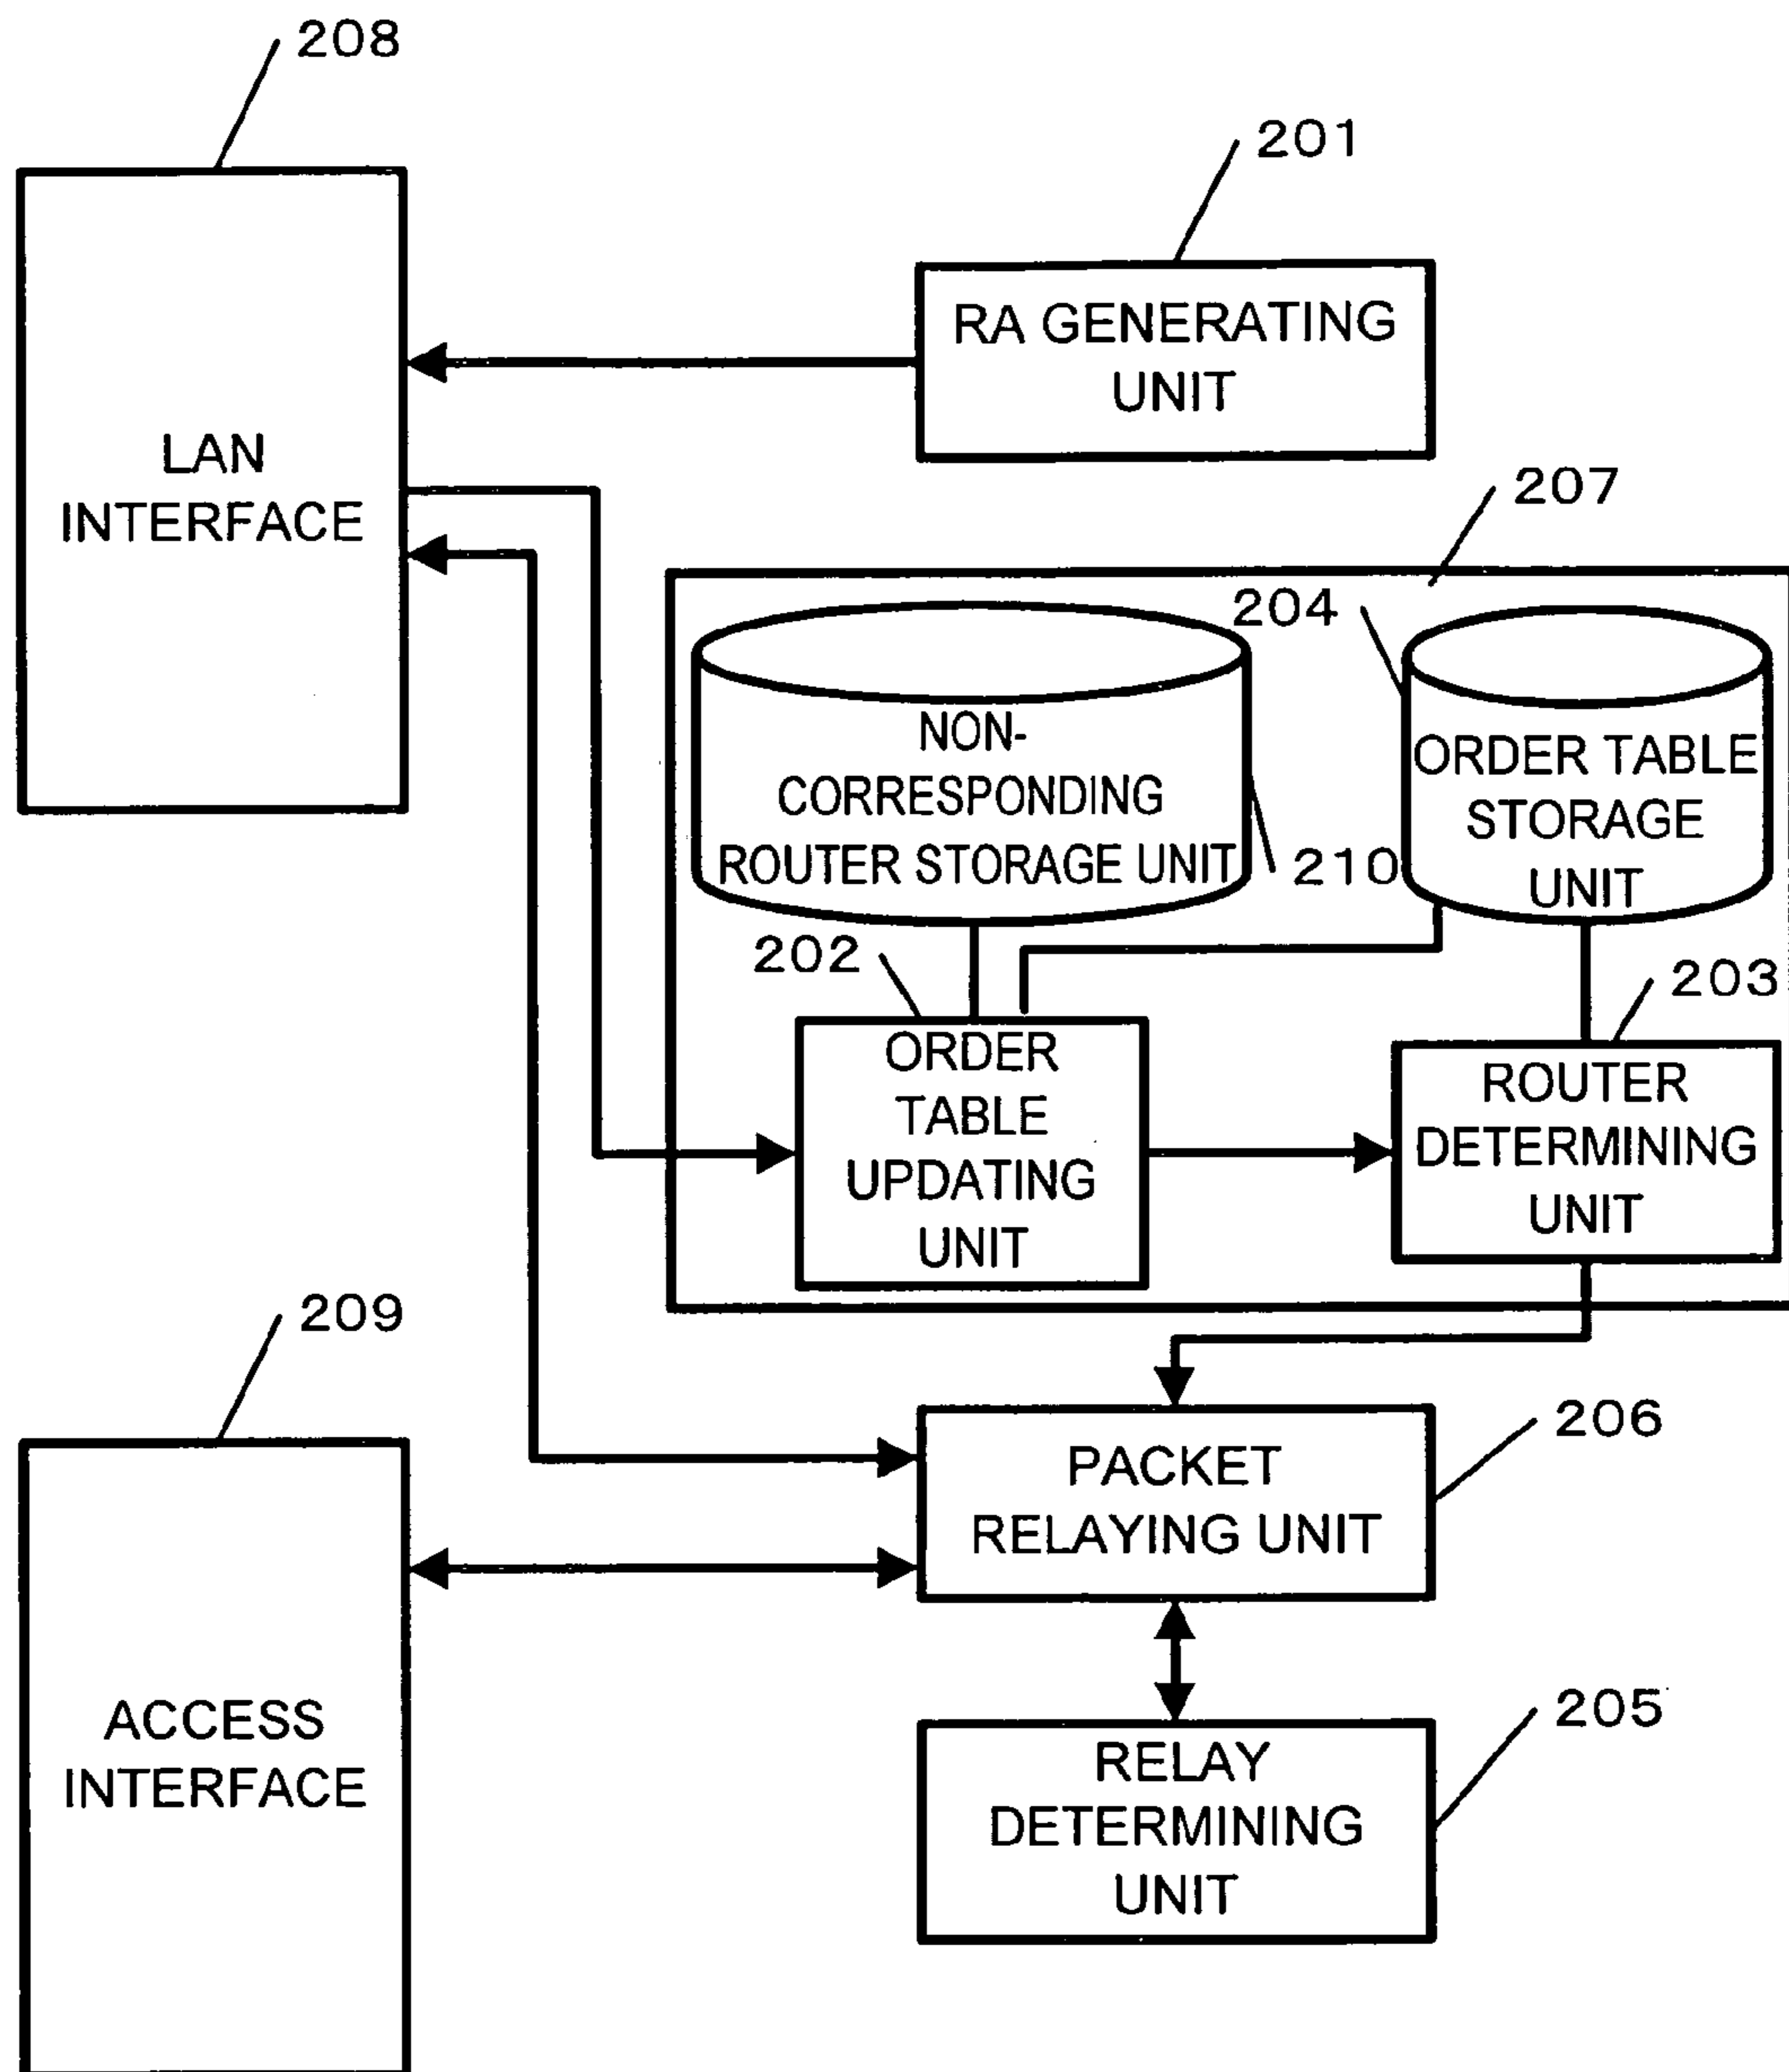 208
201
RA GENERATING
UNIT
LAN
INTERFACE
207
204
NON-
CORRESPONDING
ROUTER STORAGE UNIT
ORDER TABLE
STORAGE
UNIT
210
202
203
ORDER
TABLE
UPDATING
UNIT
ROUTER
DETERMINING
UNIT
209
206
PACKET
RELAYING UNIT
ACCESS
INTERFACE
205
RELAY
DETERMINING
UNIT